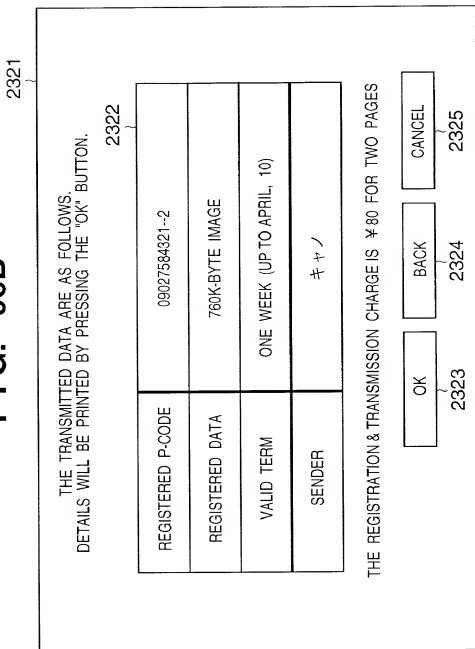 2321
THE TRANSMITTED DATA ARE AS FOLLOWS.
DETAILS WILL BE PRINTED BY PRESSING THE "OK" BUTTON.
2322
REGISTERED P-CODE 09027584321--2
REGISTERED DATA 760K-BYTE IMAGE
VALID TERM ONE WEEK (UP TO APRIL, 10)
SENDER キャノ
THE REGISTRATION & TRANSMISSION CHARGE IS ¥80 FOR TWO PAGES
OK BACK CANCEL
2323 2324 2325